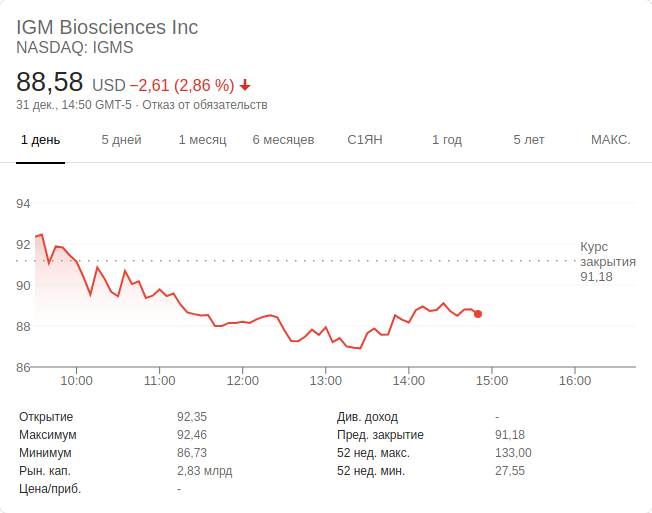 IGM Biosciences Inc
NASDAQ: IGMS
88,58 USD −2,61 (2,86 %)
31 дек., 14:50 GMT-5 · Отказ от обязательств
1 день 5 дней 1 месяц 6 месяцев С1ЯН 1 год 5 лет МАКС.
94
92
90
88
86
Курс
закрытия
91,18
10:00 11:00 12:00 13:00 14:00 15:00 16:00
Открытие 92,35 Див. доход -
Максимум 92,46 Пред. закрытие 91,18
Минимум 86,73 52 нед. макс. 133,00
Рын. кап. 2,83 млрд 52 нед. мин. 27,55
Цена/приб. -